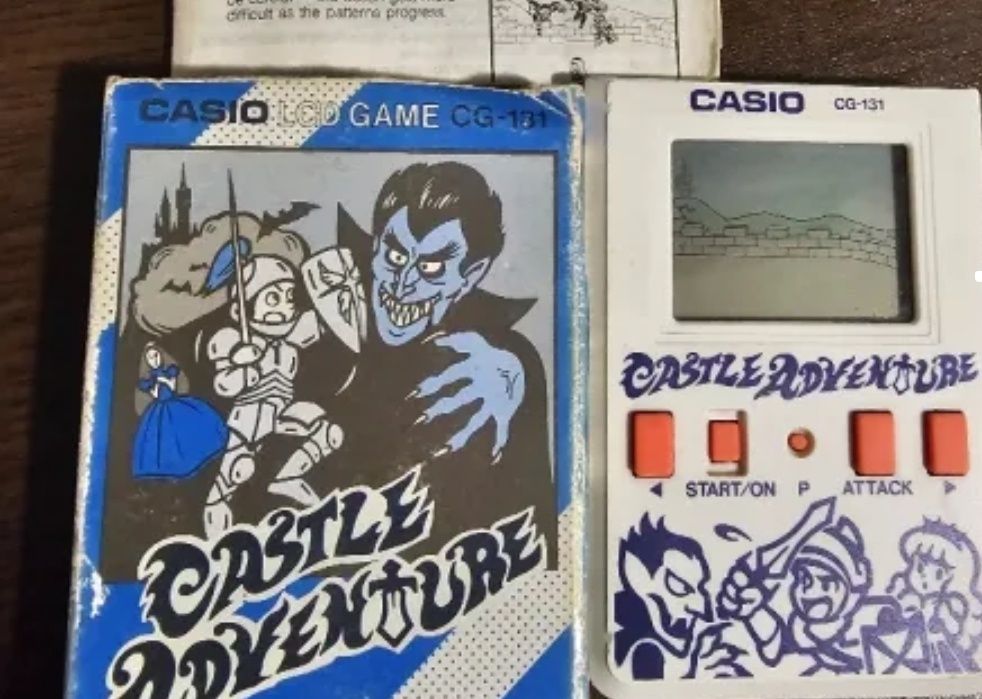 difficult as the patterns progress.
CASIO LCD GAME CG-131
CASTLE
ADVENTURE
CASIO CG-131
CASTLE ADVENTURE
◀ START/ON P ATTACK ▶